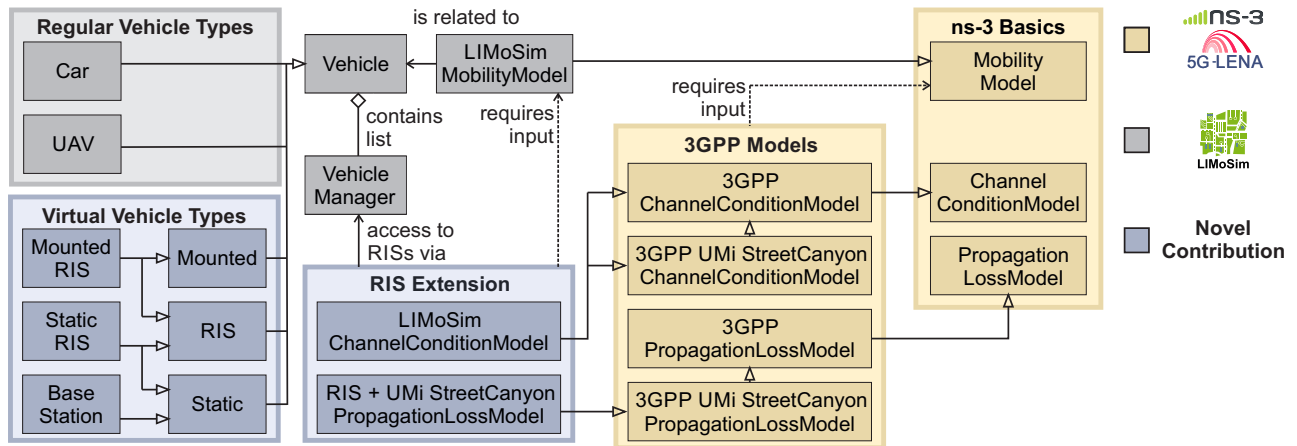 Regular Vehicle Types
Car
UAV
Virtual Vehicle Types
Mounted
RIS
Mounted
Static
RIS
RIS
Base
Station
Static
is related to
Vehicle
LIMoSim
MobilityModel
contains
list
requires
input
Vehicle
Manager
access to
RISs via
RIS Extension
LIMoSim
ChannelConditionModel
RIS + UMi StreetCanyon
PropagationLossModel
requires
input
3GPP Models
3GPP
ChannelConditionModel
3GPP UMi StreetCanyon
ChannelConditionModel
3GPP
PropagationLossModel
3GPP UMi StreetCanyon
PropagationLossModel
ns-3 Basics
Mobility
Model
Channel
ConditionModel
Propagation
LossModel
ns-3
5G-LENA
LIMoSim
Novel
Contribution